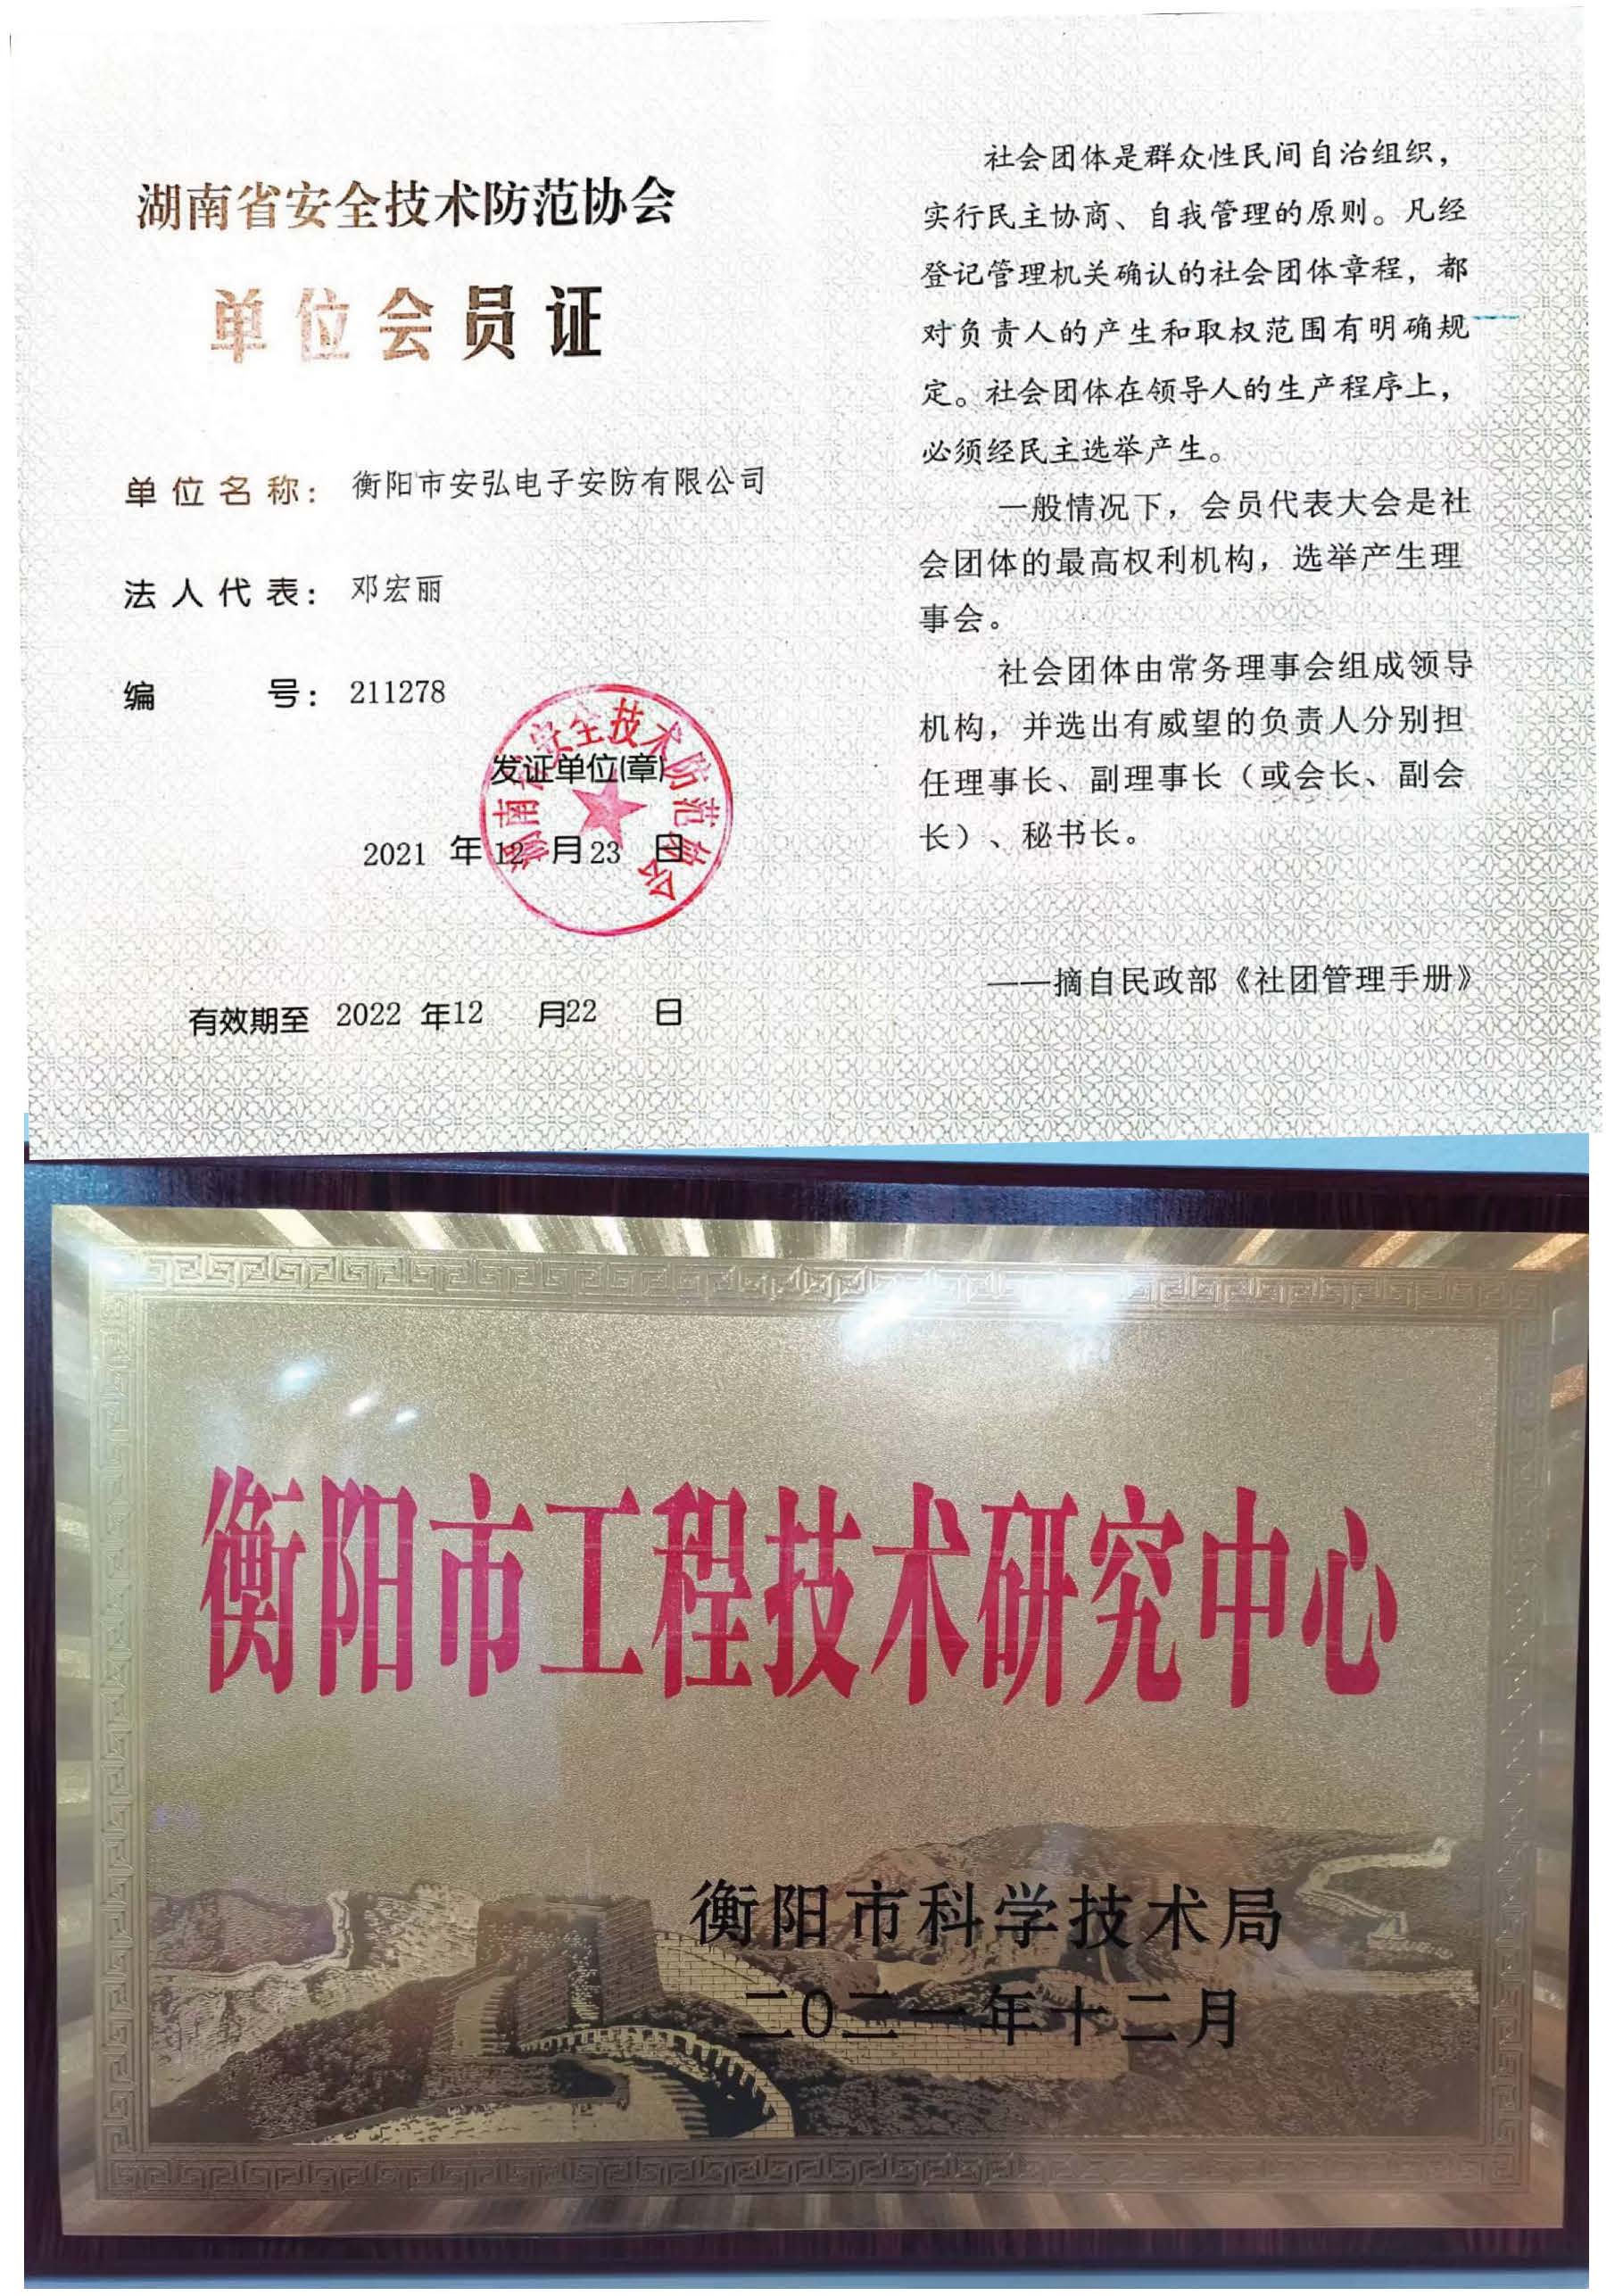 湖南省安全技术防范协会
单位会员证
单位名称：衡阳市安弘电子安防有限公司
法人代表：邓宏丽
编号：211278
湖南省安全技术防范协会
发证单位(章)
2021 年 12 月 23 日
有效期至 2022 年 12 月 22 日
社会团体是群众性民间自治组织，
实行民主协商、自我管理的原则。凡经
登记管理机关确认的社会团体章程，都
对负责人的产生和取权范围有明确规
定。社会团体在领导人的生产程序上，
必须经民主选举产生。
一般情况下，会员代表大会是社
会团体的最高权利机构，选举产生理
事会。
社会团体由常务理事会组成领导
机构，并选出有威望的负责人分别担
任理事长、副理事长（或会长、副会
长）、秘书长。
——摘自民政部《社团管理手册》
衡阳市工程技术研究中心
衡阳市科学技术局
二〇二一年十二月